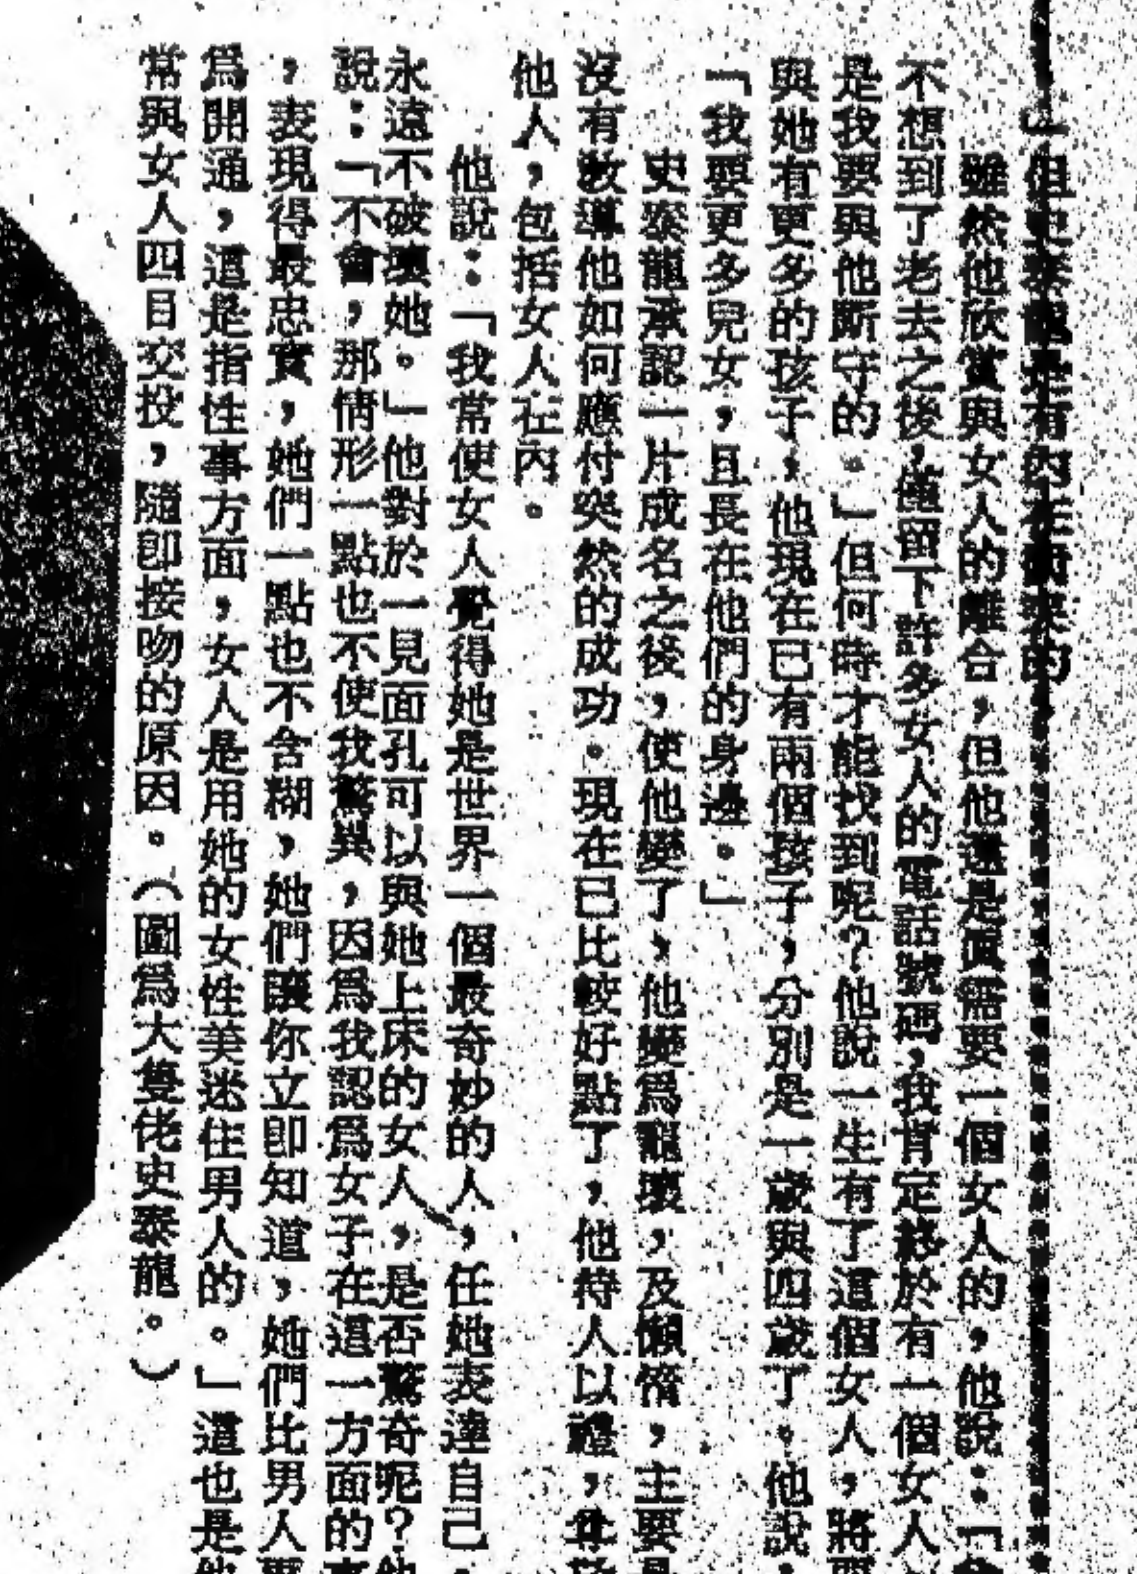 」但史泰龍是有內在需求的
雖然他欣賞與女人的離合，但他還是眞需要一個女人的，他說：「
不想到了老去之後，僅留下許多女人的電話號碼，我肯定終於有一個女人
是我要與他廝守的。」但何時才能找到呢？他說一生有了這個女人，將要
與她有更多的孩子，他現在已有兩個孩子，分別是一歲與四歲了。他說：
「我要更多兒女，且長在他們的身邊。」
史泰龍承認一片成名之後，使他變了，他變爲寵壞，及懶惰，主要是
沒有敎導他如何應付突然的成功。現在已比較好點了，他待人以禮，尊敬
他人，包括女人在內。
他說：「我常使女人覺得她是世界一個最奇妙的人，任她表達自己，
永遠不破壞她。」他對於一見面孔可以與她上床的女人，是否驚奇呢？他
說：「不會，那情形一點也不使我驚異，因爲我認爲女子在這一方面的
，表現得最忠實，她們一點也不含糊，她們讓你立即知道，她們比男人更
爲開通，這是指性事方面，女人是用她的女性美迷住男人的。」這也是他
常與女人四目交投，隨即接吻的原因。（圖爲大隻佬史泰龍。）